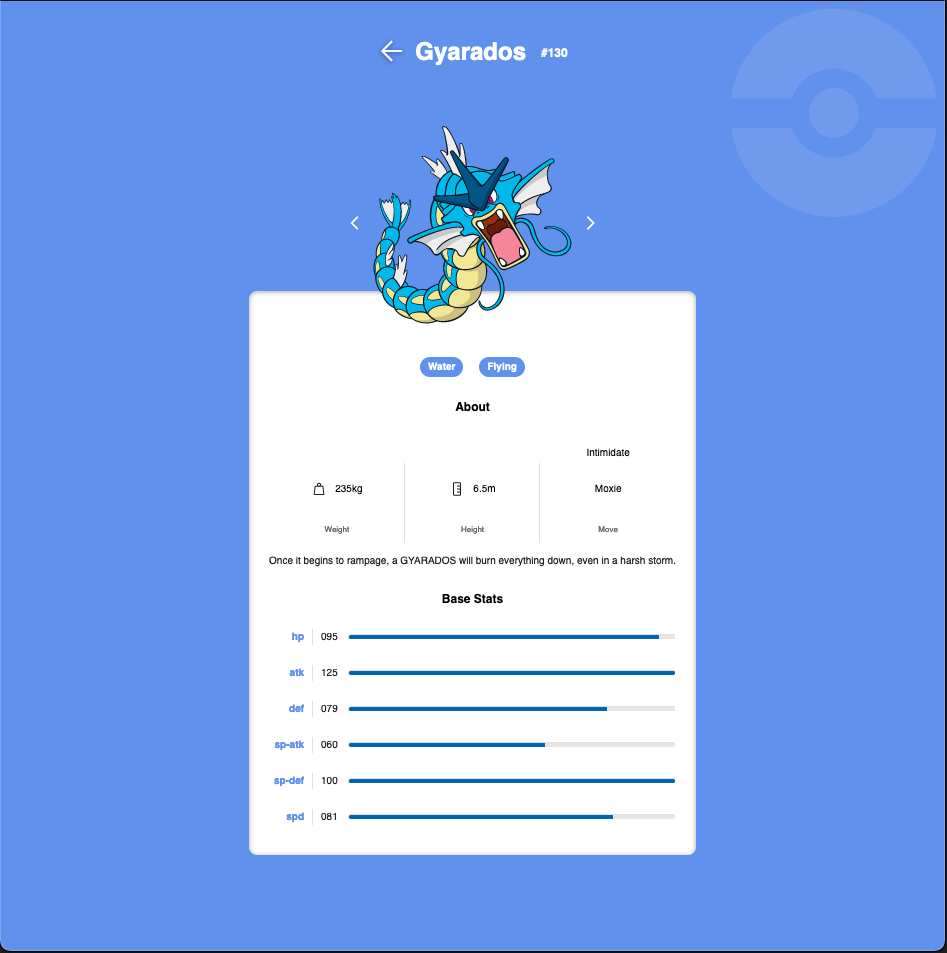 Gyarados #130
Water Flying
About
Intimidate
235kg 6.5m Moxie
Weight Height Move
Once it begins to rampage, a GYARADOS will burn everything down, even in a harsh storm.
Base Stats
hp 095
atk 125
def 079
sp-atk 060
sp-def 100
spd 081